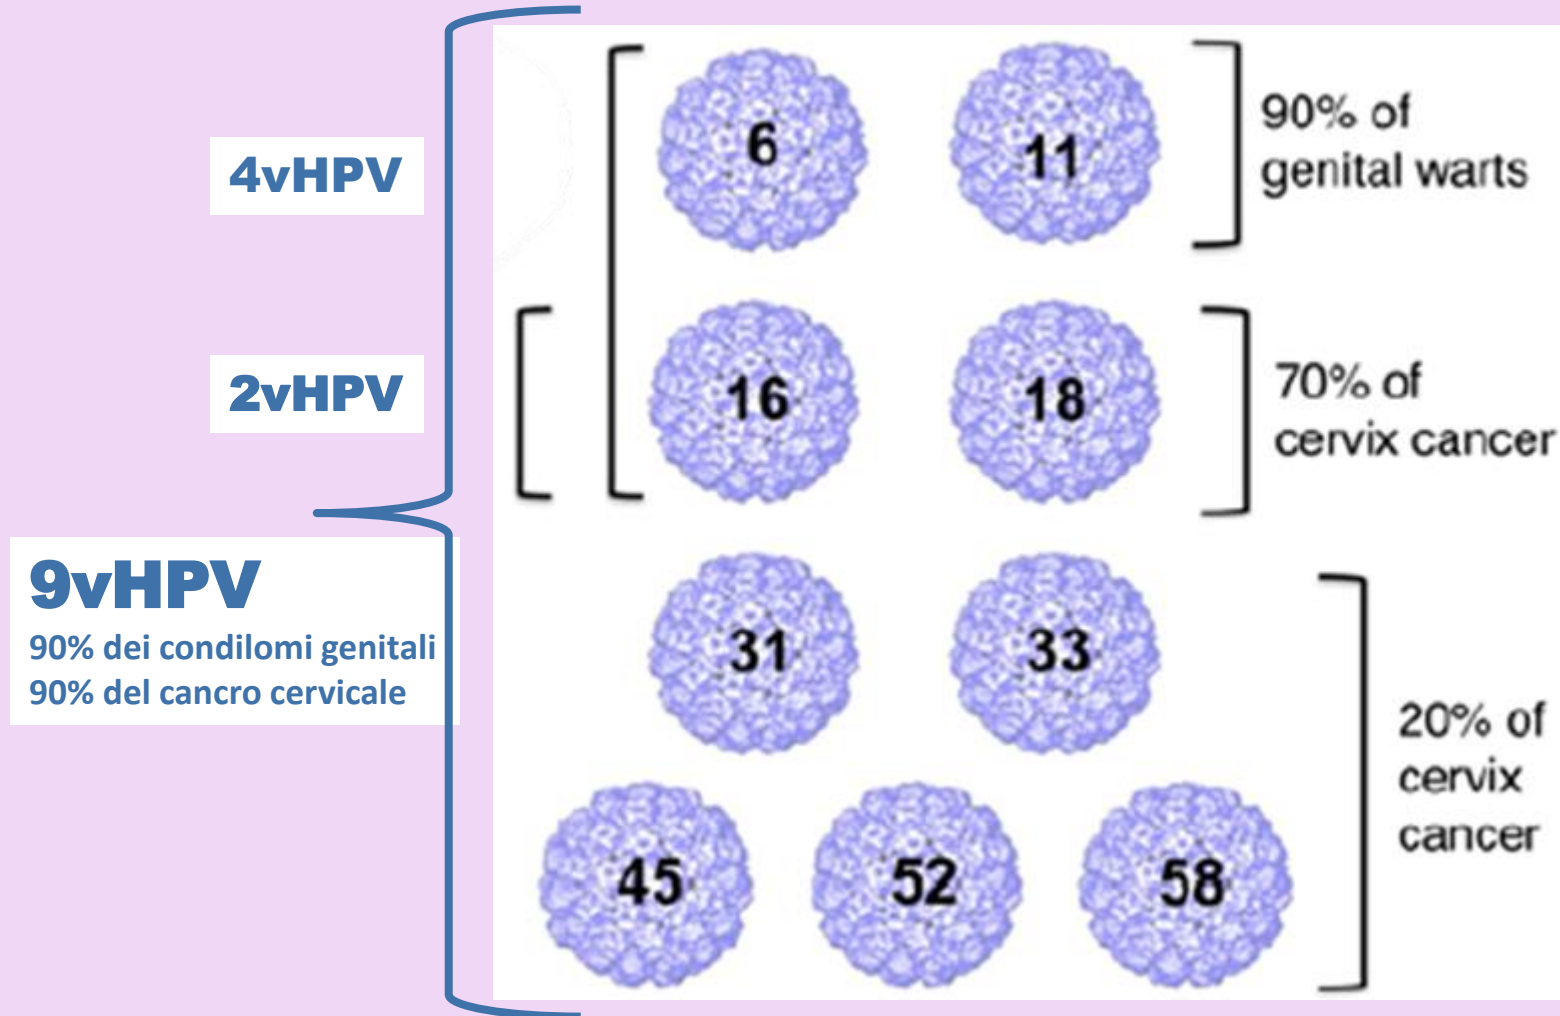 4vHPV
6
11
90% of
genital warts
2vHPV
16
18
70% of
cervix cancer
9vHPV
90% dei condilomi genitali
90% del cancro cervicale
31
33
45
52
58
20% of
cervix
cancer